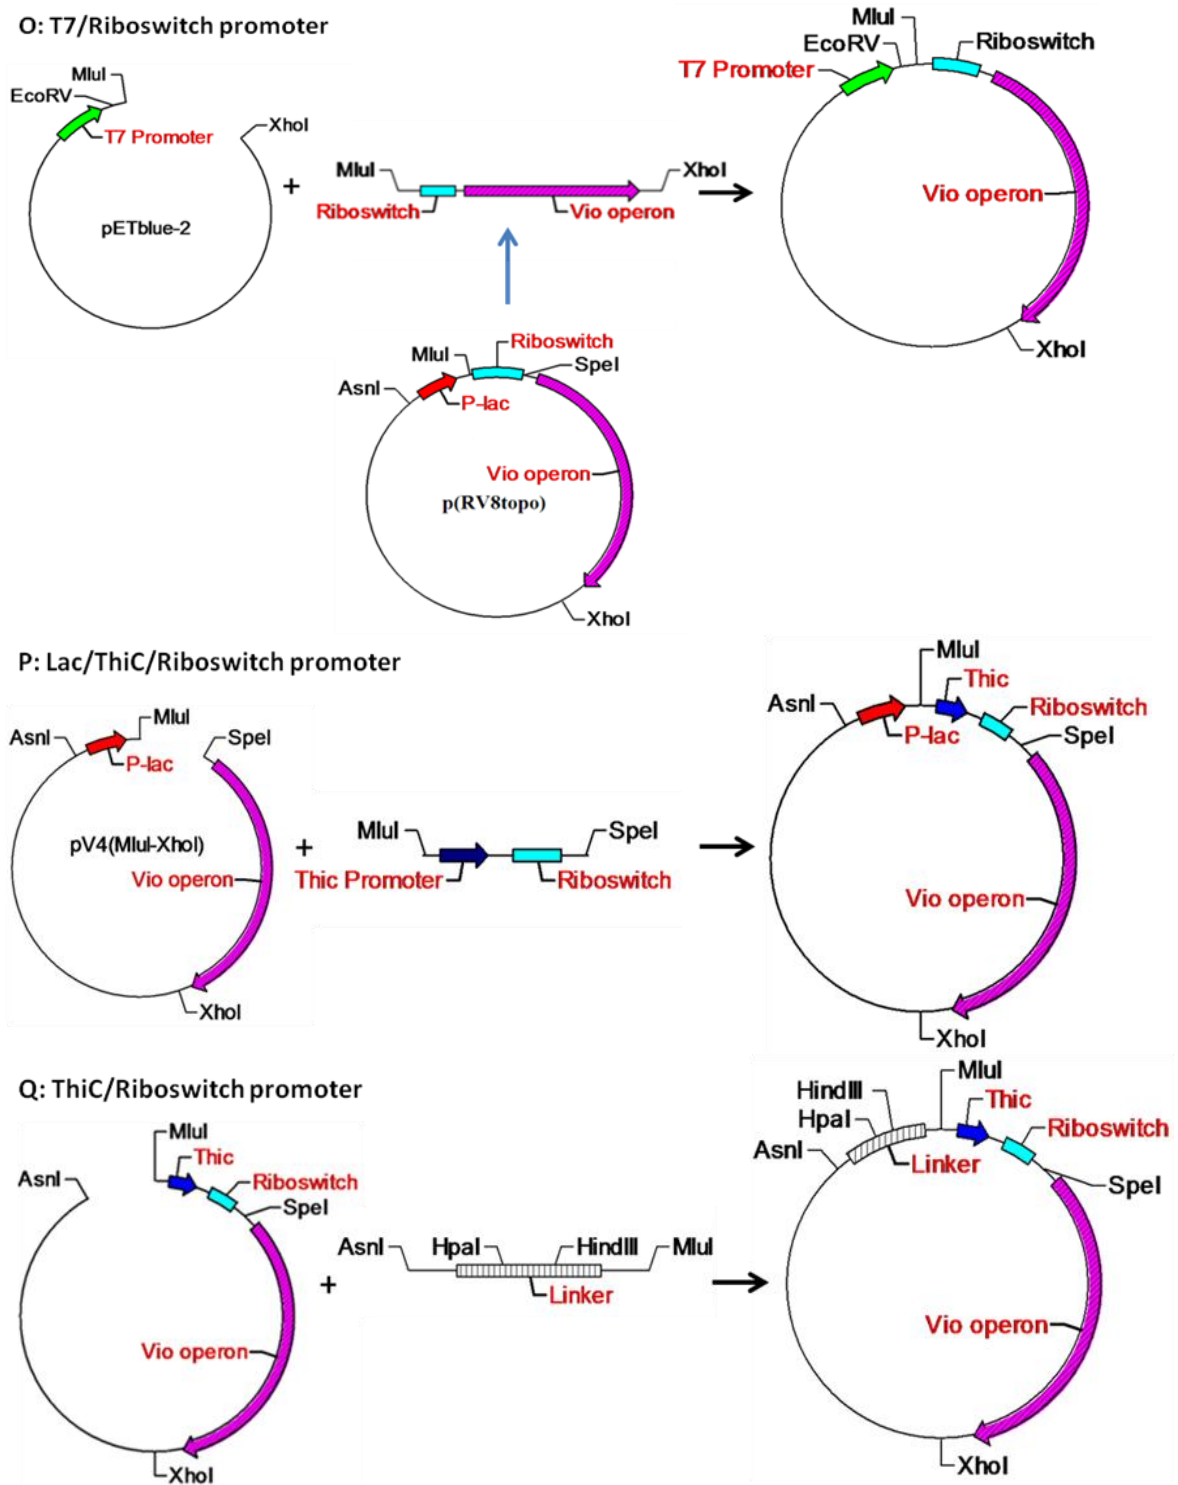 O: T7/Riboswitch promoter
MluI
EcoRV
T7 Promoter
XhoI
pETblue-2
+
MluI
XhoI
Riboswitch
Vio operon
MluI
EcoRV
Riboswitch
T7 Promoter
Vio operon
XhoI
Riboswitch
MluI
SpeI
AsnI
P-lac
Vio operon
p(RV8topo)
XhoI
P: Lac/ThiC/Riboswitch promoter
MluI
AsnI
SpeI
P-lac
pV4(MluI-XhoI)
Vio operon
XhoI
+
MluI
SpeI
Thic Promoter
Riboswitch
MluI
Thic
AsnI
Riboswitch
P-lac
SpeI
Vio operon
XhoI
Q: ThiC/Riboswitch promoter
MluI
Thic
AsnI
Riboswitch
SpeI
Vio operon
XhoI
+
AsnI
HpaI
HindIII
MluI
Linker
MluI
HindIII
Thic
HpaI
Riboswitch
AsnI
Linker
SpeI
Vio operon
XhoI